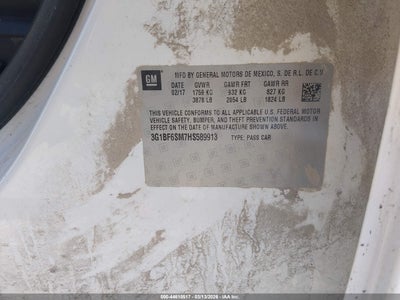 GM
MFD BY GENERAL MOTORS DE MEXICO, S. DE R.L. DE C.V.
DATE GVWR GAWR FRT GAWR RR
02/17 1759 KG 932 KG 827 KG
3878 LB 2054 LB 1824 LB
THIS VEHICLE CONFORMS TO ALL APPLICABLE U.S. FEDERAL MOTOR
VEHICLE SAFETY, BUMPER, AND THEFT PREVENTION STANDARDS IN
EFFECT ON THE DATE OF MANUFACTURE SHOWN ABOVE.
3G1BF6SM7HS589913 TYPE: PASS CAR